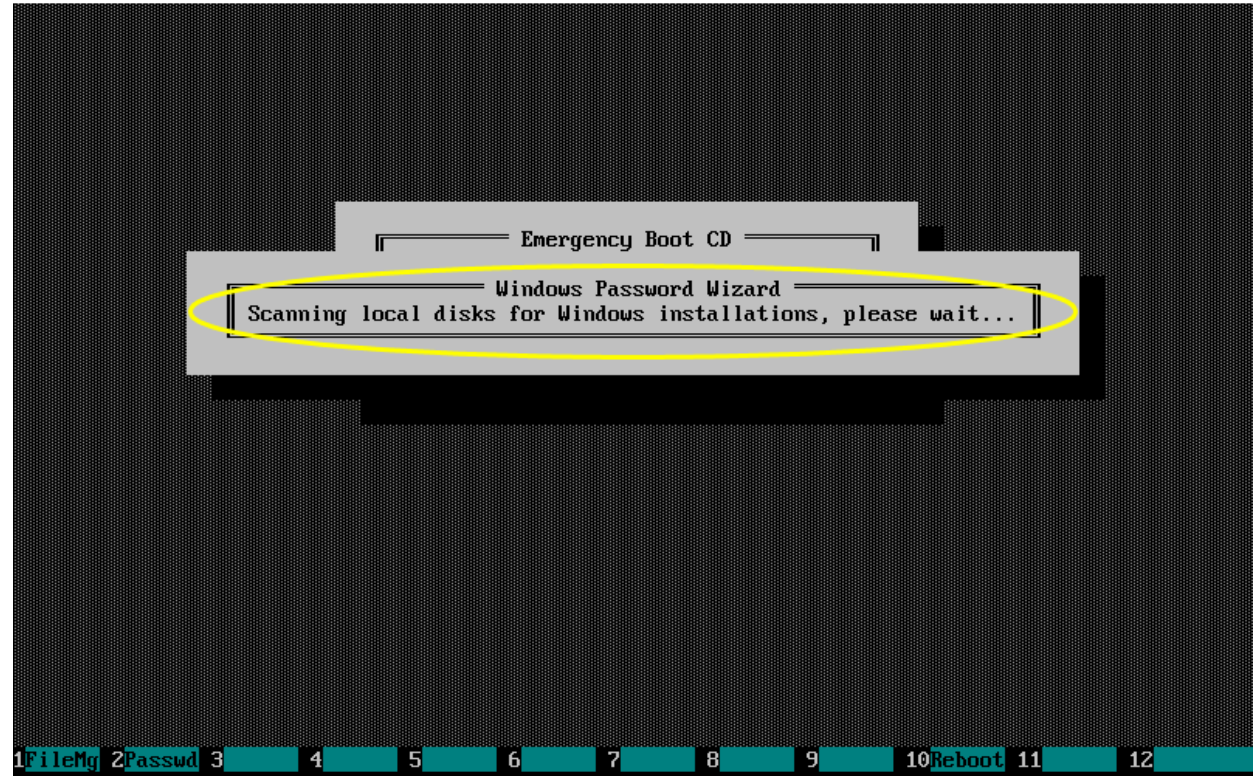 Emergency Boot CD
Windows Password Wizard
Scanning local disks for Windows installations, please wait...
1FileMg 2Passwd 3 4 5 6 7 8 9 10Reboot 11 12